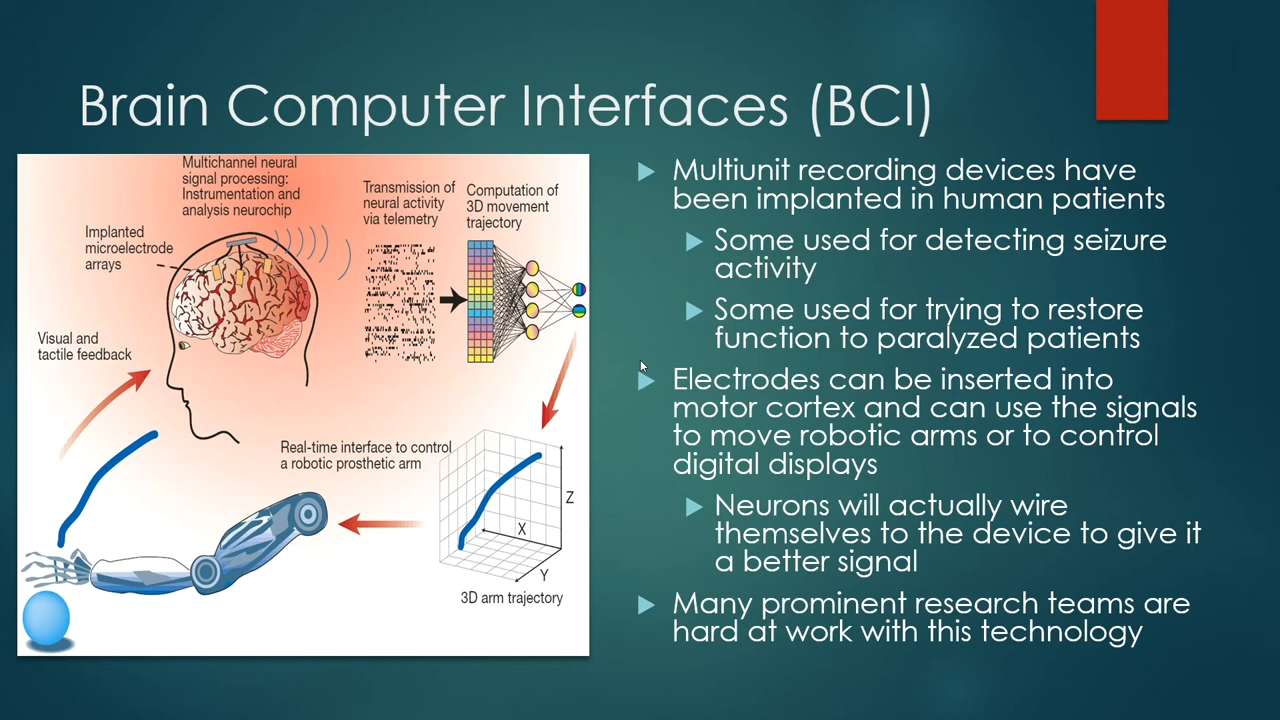 Brain Computer Interfaces (BCI)
Multichannel neural
signal processing:
Instrumentation and
analysis neurochip
Transmission of
neural activity
via telemetry
Computation of
3D movement
trajectory
Implanted
microelectrode
arrays
Visual and
tactile feedback
Real-time interface to control
a robotic prosthetic arm
Z
X
Y
3D arm trajectory
Multiunit recording devices have
been implanted in human patients
Some used for detecting seizure
activity
Some used for trying to restore
function to paralyzed patients
Electrodes can be inserted into
motor cortex and can use the signals
to move robotic arms or to control
digital displays
Neurons will actually wire
themselves to the device to give it
a better signal
Many prominent research teams are
hard at work with this technology